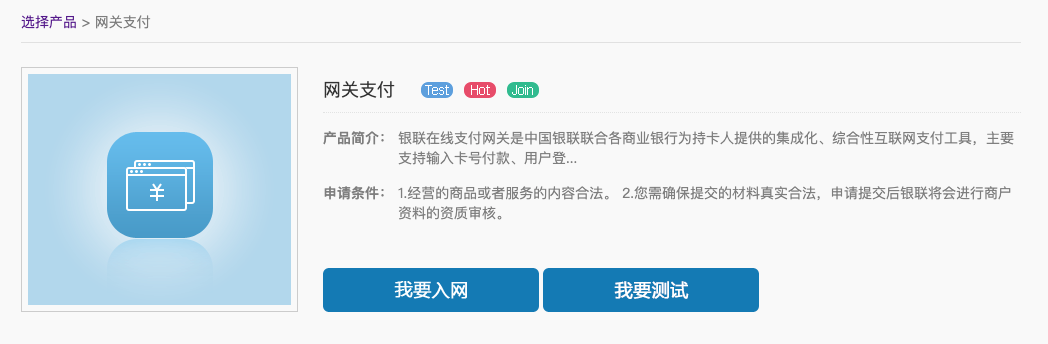 选择产品 > 网关支付
网关支付 Test Hot Join
产品简介： 银联在线支付网关是中国银联联合各商业银行为持卡人提供的集成化、综合性互联网支付工具，主要
支持输入卡号付款、用户登...
申请条件： 1.经营的商品或者服务的内容合法。 2.您需确保提交的材料真实合法，申请提交后银联将会进行商户
资料的资质审核。
¥
我要入网 我要测试